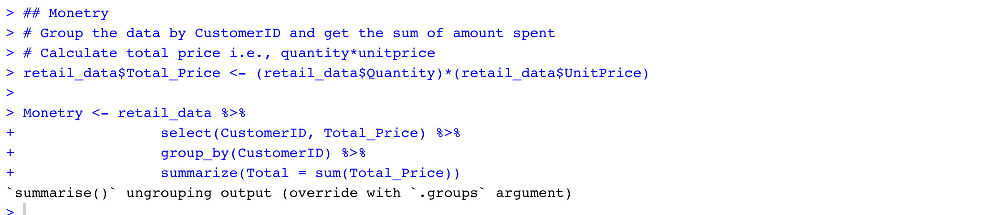 > ## Monetry
> # Group the data by CustomerID and get the sum of amount spent
> # Calculate total price i.e., quantity*unitprice
> retail_data$Total_Price <- (retail_data$Quantity)*(retail_data$UnitPrice)
>
> Monetry <- retail_data %>%
+                 select(CustomerID, Total_Price) %>%
+                 group_by(CustomerID) %>%
+                 summarize(Total = sum(Total_Price))
`summarise()` ungrouping output (override with `.groups` argument)
>